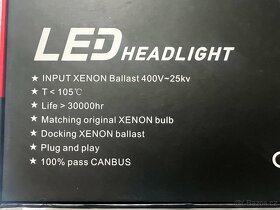 LED HEADLIGHT
★ INPUT XENON Ballast 400V~25kv
★ T < 105℃
★ Life > 30000hr
★ Matching original XENON bulb
★ Docking XENON ballast
★ Plug and play
★ 100% pass CANBUS